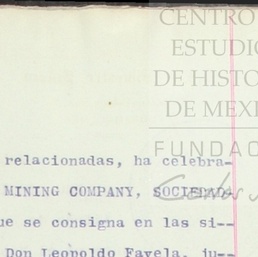 CENTRO
ESTUDIO
DE HISTO
DE MEXI
FUNDAC
relacionadas, ha celebra-
MINING COMPANY, SOCIEDAD
ue se consigna en las si--
Don Leopoldo Favela, ju--